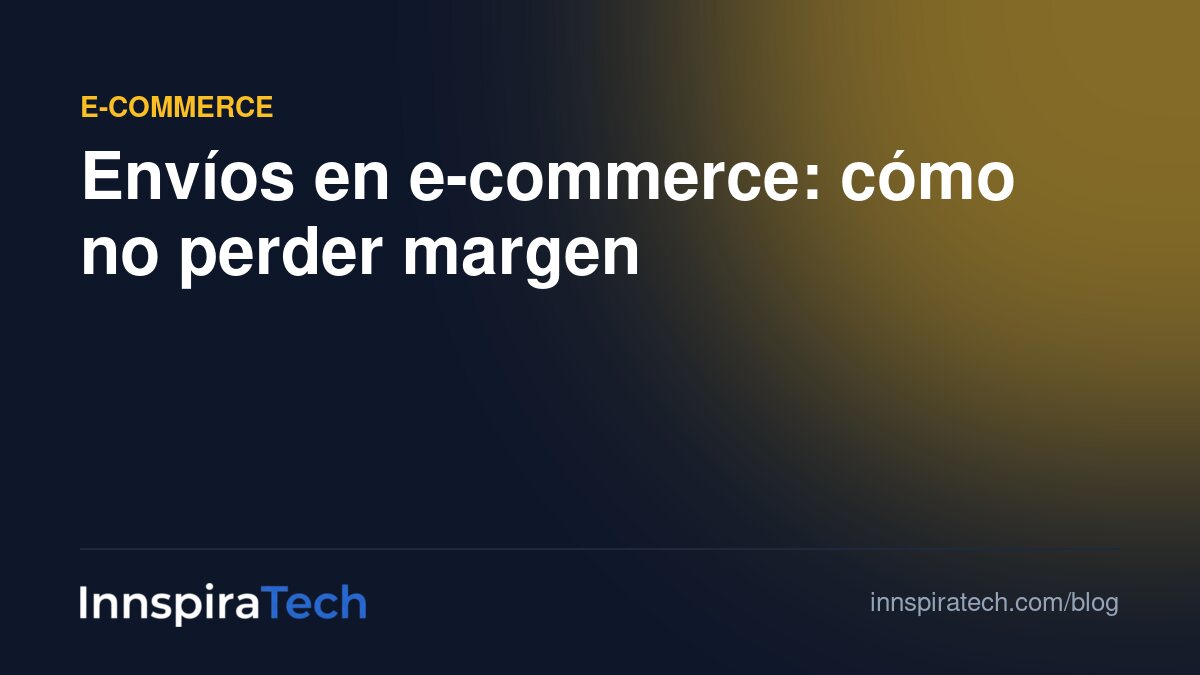 E-COMMERCE
Envíos en e-commerce: cómo
no perder margen
InnspiraTech
innspiratech.com/blog